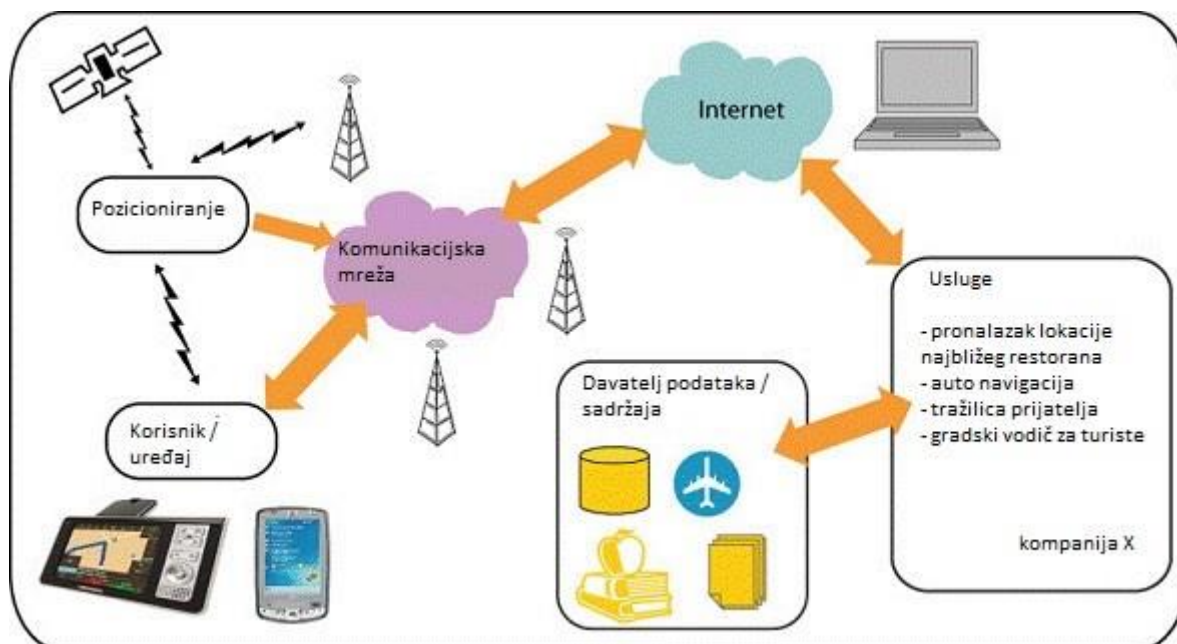 Internet
Pozicioniranje
Komunikacijska
mreža
Usluge
- pronalazak lokacije
najbližeg restorana
- auto navigacija
- tražilica prijatelja
- gradski vodič za turiste
kompanija X
Davatelj podataka /
sadržaja
Korisnik /
uređaj